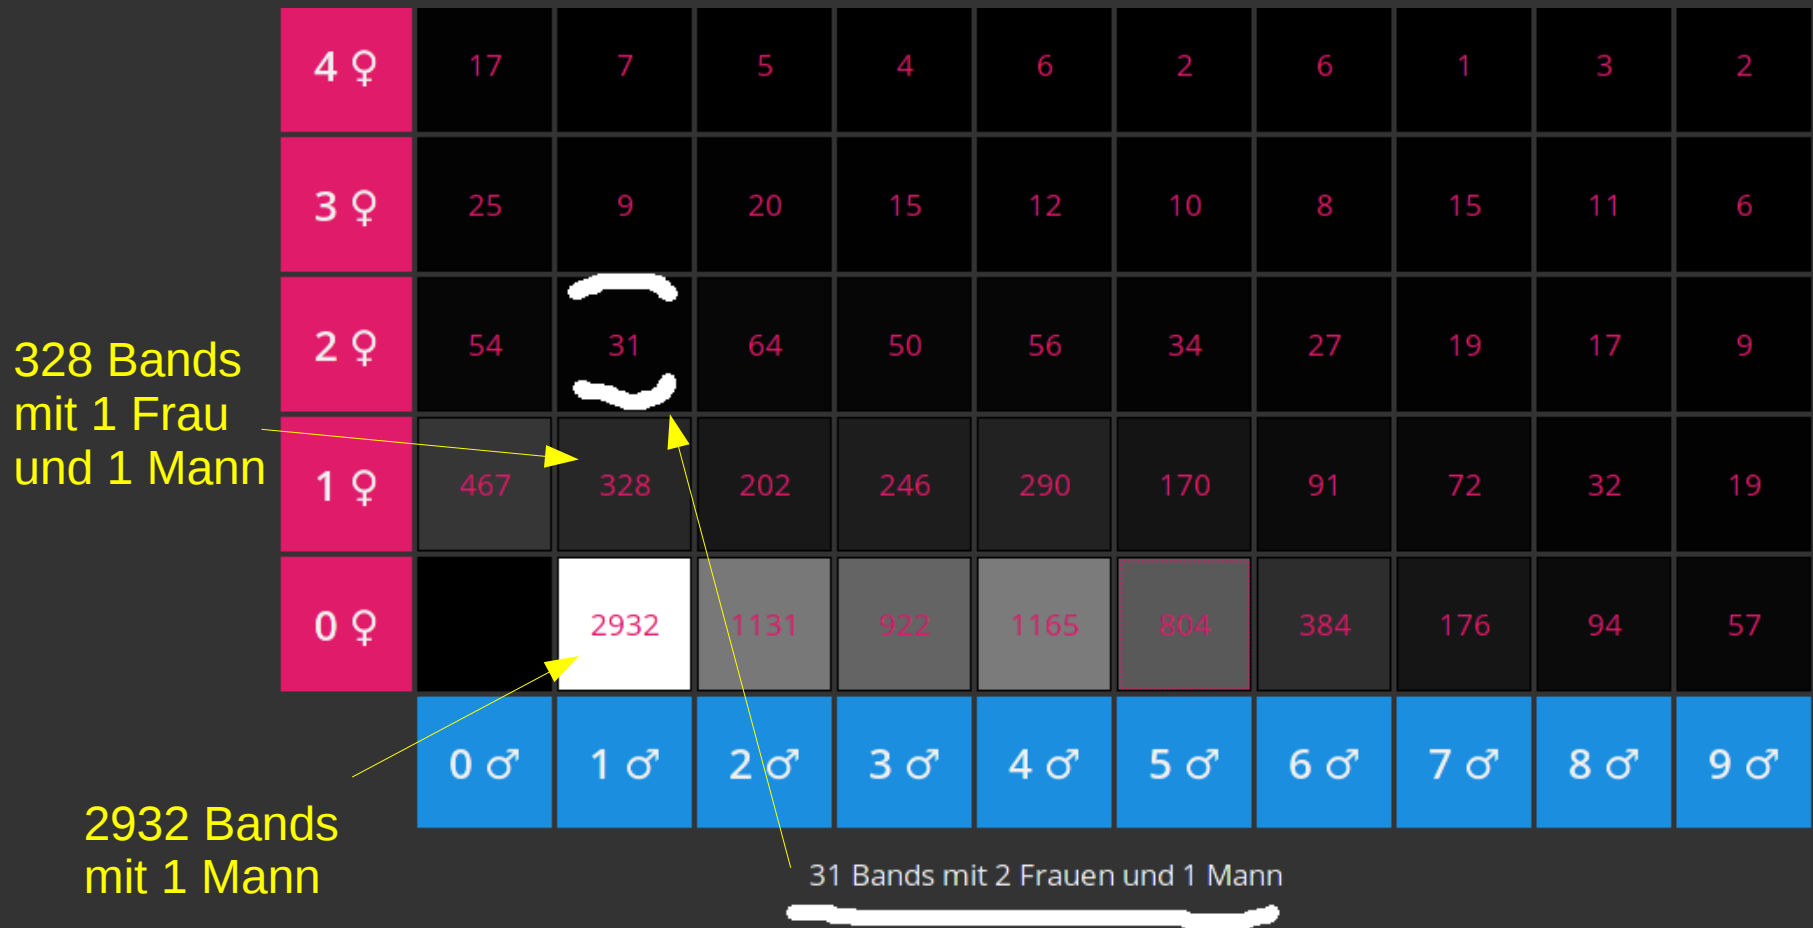 4 ♀ 17 7 5 4 6 2 6 1 3 2
3 ♀ 25 9 20 15 12 10 8 15 11 6
2 ♀ 54 31 64 50 56 34 27 19 17 9
328 Bands
mit 1 Frau
und 1 Mann
1 ♀ 467 328 202 246 290 170 91 72 32 19
0 ♀ 2932 1131 922 1165 804 384 176 94 57
0 ♂ 1 ♂ 2 ♂ 3 ♂ 4 ♂ 5 ♂ 6 ♂ 7 ♂ 8 ♂ 9 ♂
2932 Bands
mit 1 Mann
31 Bands mit 2 Frauen und 1 Mann